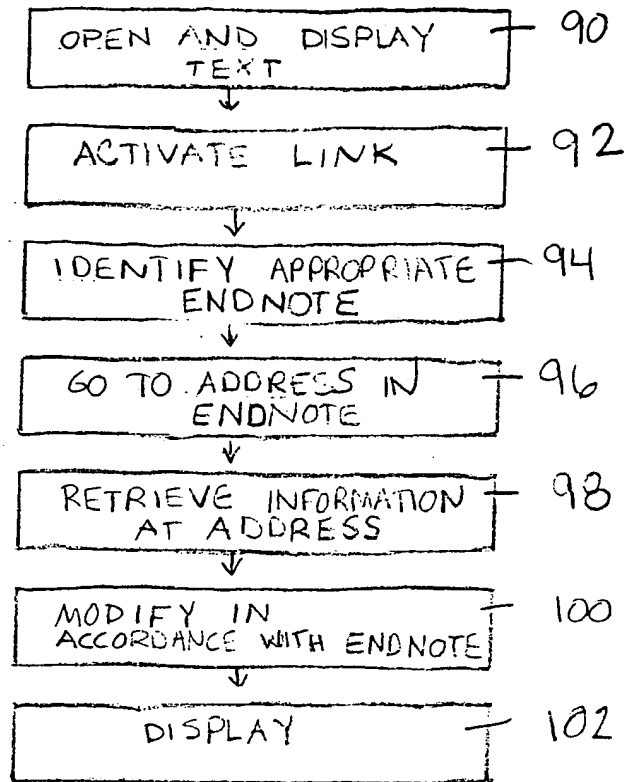 OPEN AND DISPLAY 90
TEXT
ACTIVATE LINK 92
IDENTIFY APPROPRIATE 94
ENDNOTE
GO TO ADDRESS IN 96
ENDNOTE
RETRIEVE INFORMATION 98
AT ADDRESS
MODIFY IN 100
ACCORDANCE WITH ENDNOTE
DISPLAY 102